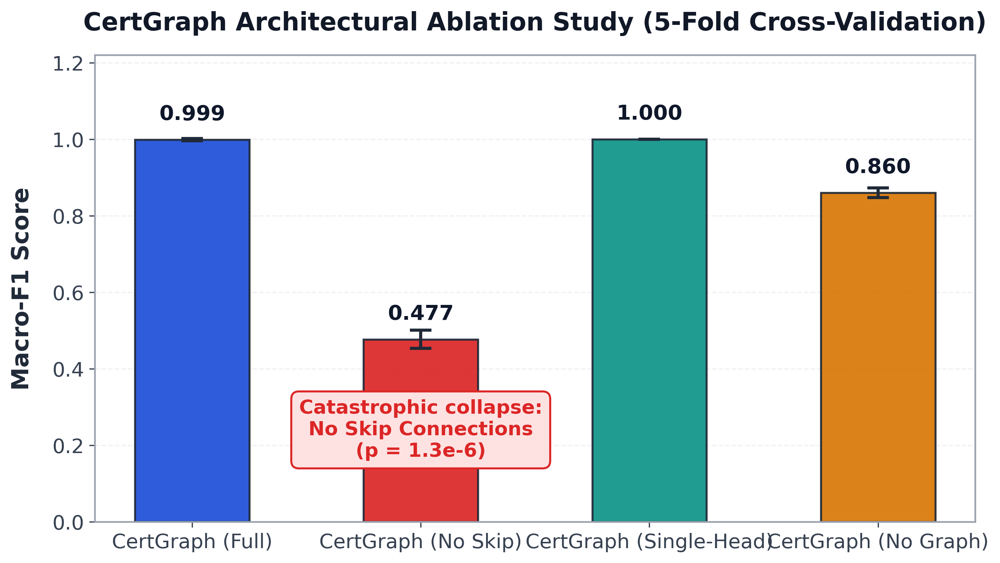 CertGraph Architectural Ablation Study (5-Fold Cross-Validation)
Macro-F1 Score
1.2
1.0
0.8
0.6
0.4
0.2
0.0
0.999
0.477
1.000
0.860
Catastrophic collapse:
No Skip Connections
(p = 1.3e-6)
CertGraph (Full)
CertGraph (No Skip)
CertGraph (Single-Head)
CertGraph (No Graph)